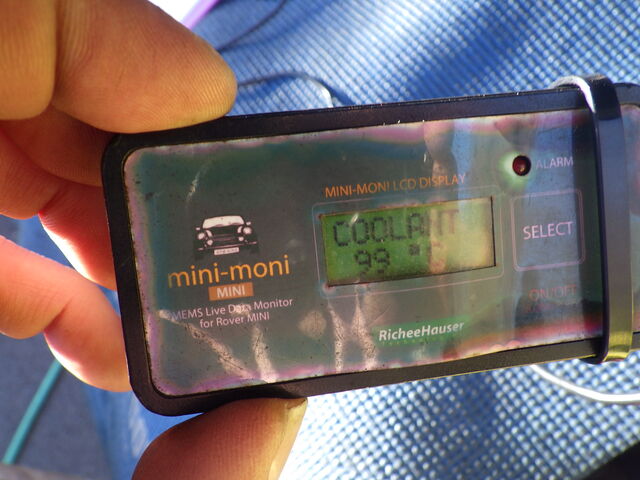 MINI-MONI LCD DISPLAY
ALARM
COOLANT
99 °
SELECT
mini-moni
MINI
MEMS Live Data Monitor
for Rover MINI
ON/OFF
RicheeHauser